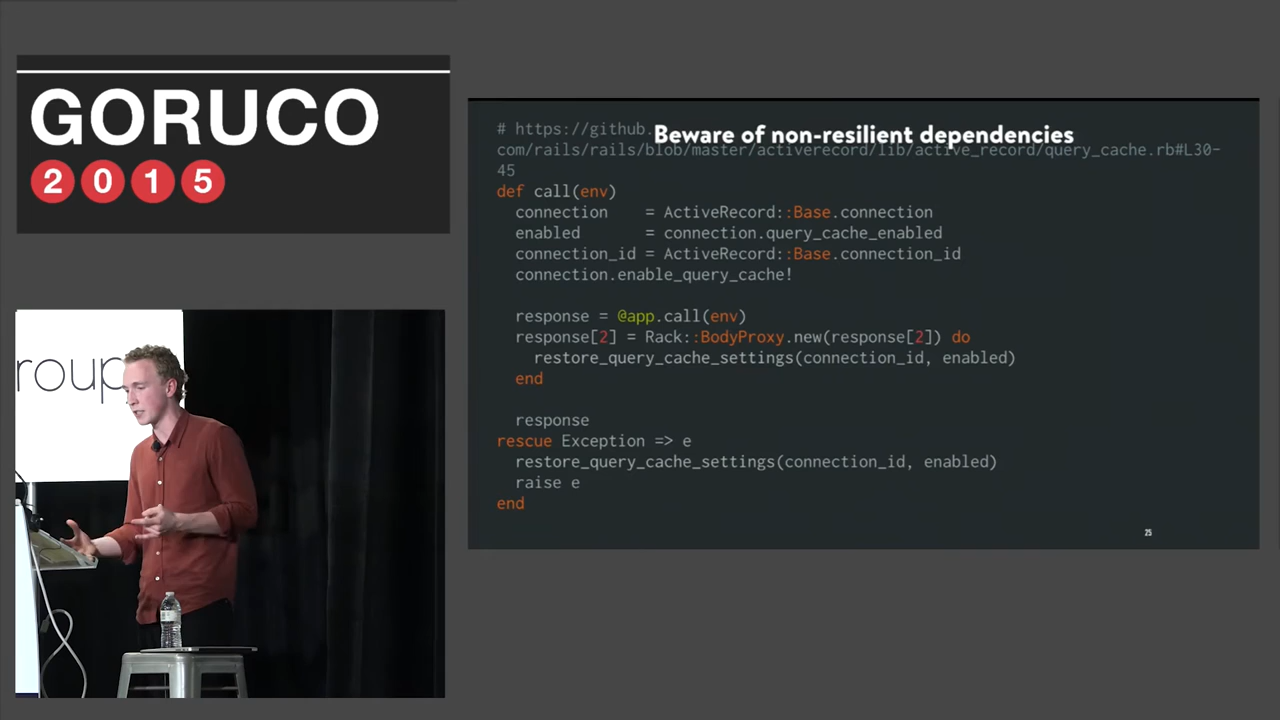 GORUCO
2015
roup
Beware of non-resilient dependencies
# https://github.
com/rails/rails/blob/master/activerecord/lib/active_record/query_cache.rb#L30-
45
def call(env)
  connection    = ActiveRecord::Base.connection
  enabled       = connection.query_cache_enabled
  connection_id = ActiveRecord::Base.connection_id
  connection.enable_query_cache!
  response = @app.call(env)
  response[2] = Rack::BodyProxy.new(response[2]) do
    restore_query_cache_settings(connection_id, enabled)
  end
  response
rescue Exception => e
  restore_query_cache_settings(connection_id, enabled)
  raise e
end
25